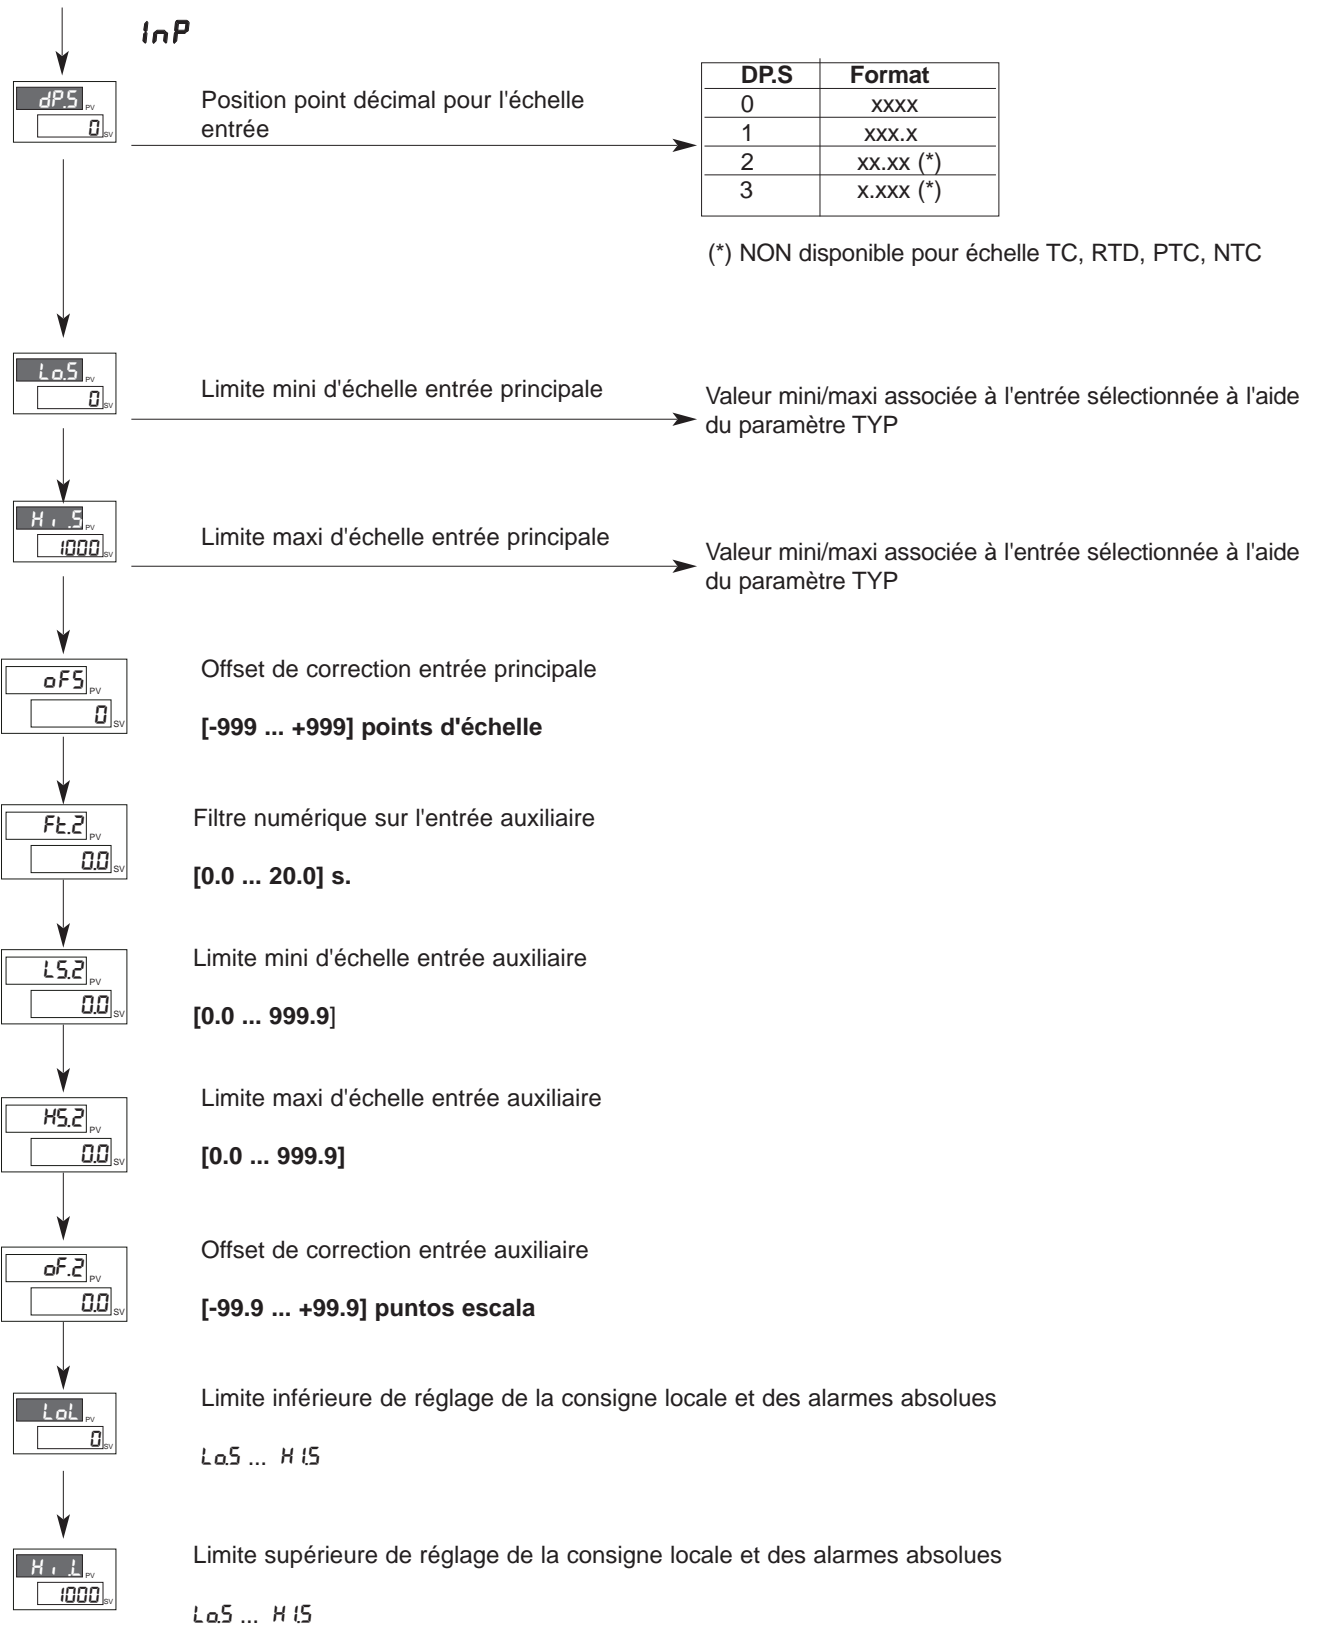 InP
dP.S PV
0 SV
Position point décimal pour l'échelle
entrée
DP.S Format
0 xxxx
1 xxx.x
2 xx.xx (*)
3 x.xxx (*)
(*) NON disponible pour échelle TC, RTD, PTC, NTC
Lo.S PV
0 SV
Limite mini d'échelle entrée principale
Valeur mini/maxi associée à l'entrée sélectionnée à l'aide
du paramètre TYP
Hi.S PV
1000 SV
Limite maxi d'échelle entrée principale
Valeur mini/maxi associée à l'entrée sélectionnée à l'aide
du paramètre TYP
oFS PV
0 SV
Offset de correction entrée principale
[-999 ... +999] points d'échelle
Ft.2 PV
0.0 SV
Filtre numérique sur l'entrée auxiliaire
[0.0 ... 20.0] s.
LS.2 PV
0.0 SV
Limite mini d'échelle entrée auxiliaire
[0.0 ... 999.9]
HS.2 PV
0.0 SV
Limite maxi d'échelle entrée auxiliaire
[0.0 ... 999.9]
oF.2 PV
0.0 SV
Offset de correction entrée auxiliaire
[-99.9 ... +99.9] puntos escala
LoL PV
0 SV
Limite inférieure de réglage de la consigne locale et des alarmes absolues
Lo.S ... HI.S
Hi.L PV
1000 SV
Limite supérieure de réglage de la consigne locale et des alarmes absolues
Lo.S ... HI.S